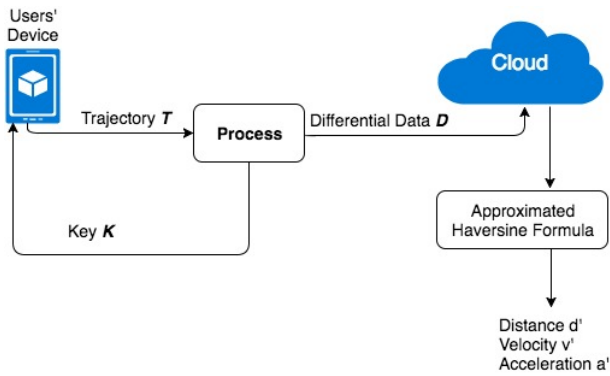 Users'
Device
Cloud
Trajectory T
Process
Differential Data D
Key K
Approximated
Haversine Formula
Distance d'
Velocity v'
Acceleration a'